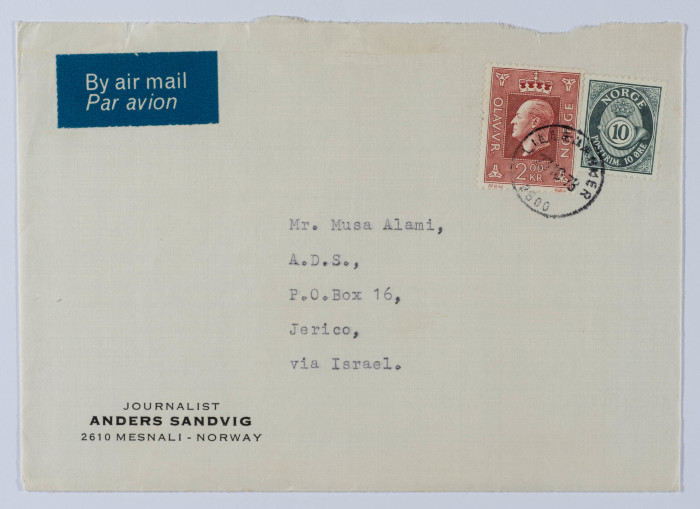 By air mail
Par avion
OLAV V R.
NORGE
2.00
KR
NORGE
10
POSTFRIM. 10 ØRE
LILLEHAMMER
Mr. Musa Alami,
A.D.S.,
P.O.Box 16,
Jerico,
via Israel.
JOURNALIST
ANDERS SANDVIG
2610 MESNALI - NORWAY